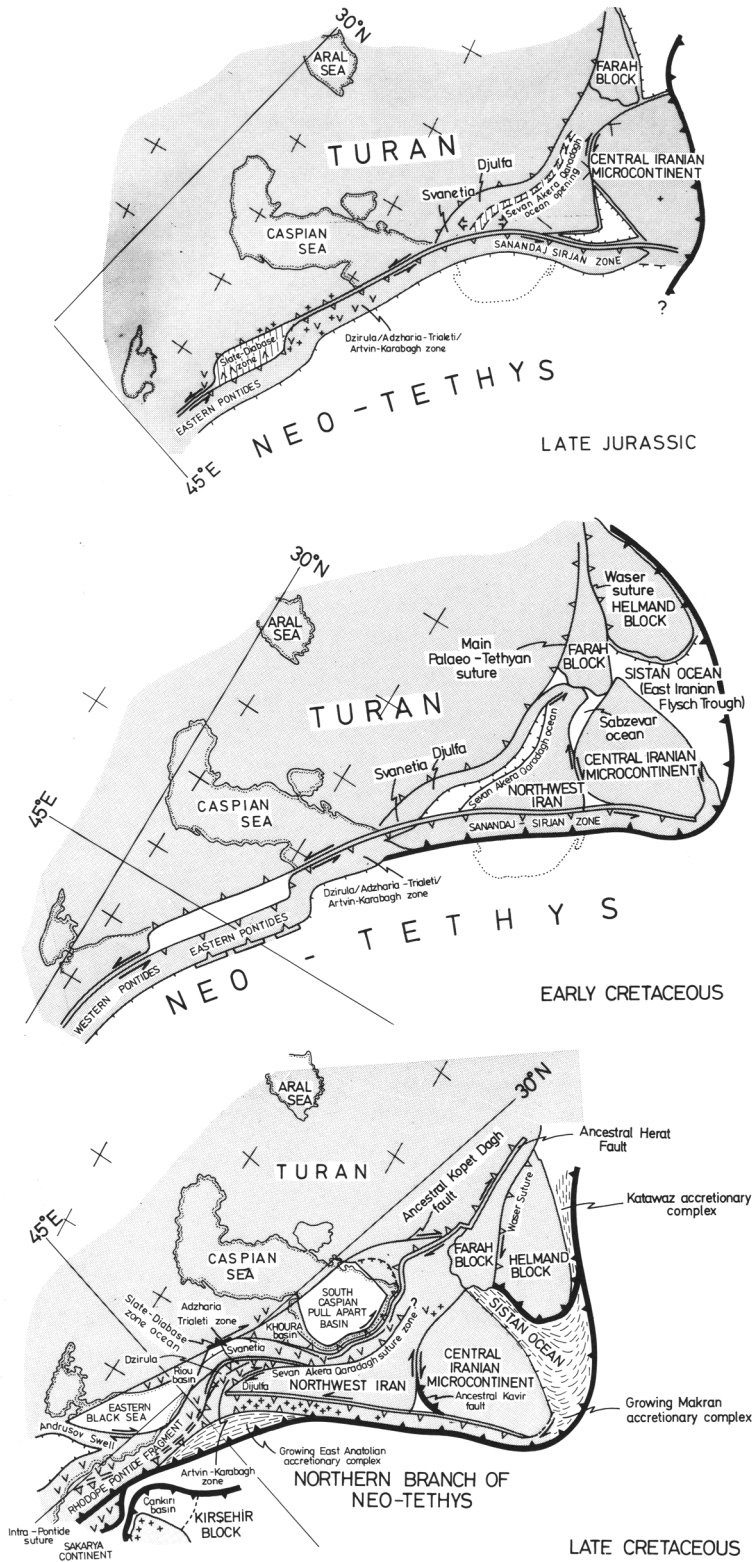 30°N
ARAL
SEA
FARAH
BLOCK
TURAN
Djulfa
Svanetia
CENTRAL IRANIAN
MICROCONTINENT
Sevan Akera Qaradagh
ocean opening
CASPIAN
SEA
SANANDAJ SIRJAN ZONE
?
Dzirula/Adzharia-Trialeti/
Artvin-Karabagh zone
Slate-Diabase
zone
EASTERN PONTIDES
NEO-TETHYS
45°E
LATE JURASSIC
30°N
Waser
suture
HELMAND
BLOCK
ARAL
SEA
Main
Palaeo-Tethyan
suture
FARAH
BLOCK
SISTAN OCEAN
(East Iranian
Flysch Trough)
TURAN
Sabzevar
ocean
Djulfa
Svanetia
Sevan Akera Qaradagh ocean
CENTRAL IRANIAN
MICROCONTINENT
NORTHWEST
IRAN
45°E
CASPIAN
SEA
SANANDAJ-SIRJAN ZONE
Dzirula/Adzharia-Trialeti/
Artvin-Karabagh zone
EASTERN PONTIDES
WESTERN PONTIDES
NEO - TETHYS
EARLY CRETACEOUS
30°N
ARAL
SEA
Ancestral Herat
Fault
TURAN
Ancestral Kopet Dagh
fault
Waser Suture
Katawaz accretionary
complex
45°E
CASPIAN
SEA
FARAH
BLOCK
HELMAND
BLOCK
SOUTH
CASPIAN
PULL APART
BASIN
SISTAN OCEAN
Slate-Diabase
zone ocean
Adzharia
Trialeti zone
KHOURA
basin
Svanetia
Dzirula
Riou
basin
Sevan Akera Qaradagh suture zone ?
CENTRAL
IRANIAN
MICROCONTINENT
Djulfa
NORTHWEST IRAN
Ancestral Kavir
fault
EASTERN
BLACK SEA
Andrusov Swell
Growing Makran
accretionary complex
RHODOPE PONTIDE FRAGMENT
Growing East Anatolian
accretionary complex
Artvin-Karabagh
zone
NORTHERN BRANCH OF
NEO-TETHYS
Çankırı
basin
KIRŞEHİR
BLOCK
Intra-Pontide
suture
SAKARYA
CONTINENT
LATE CRETACEOUS